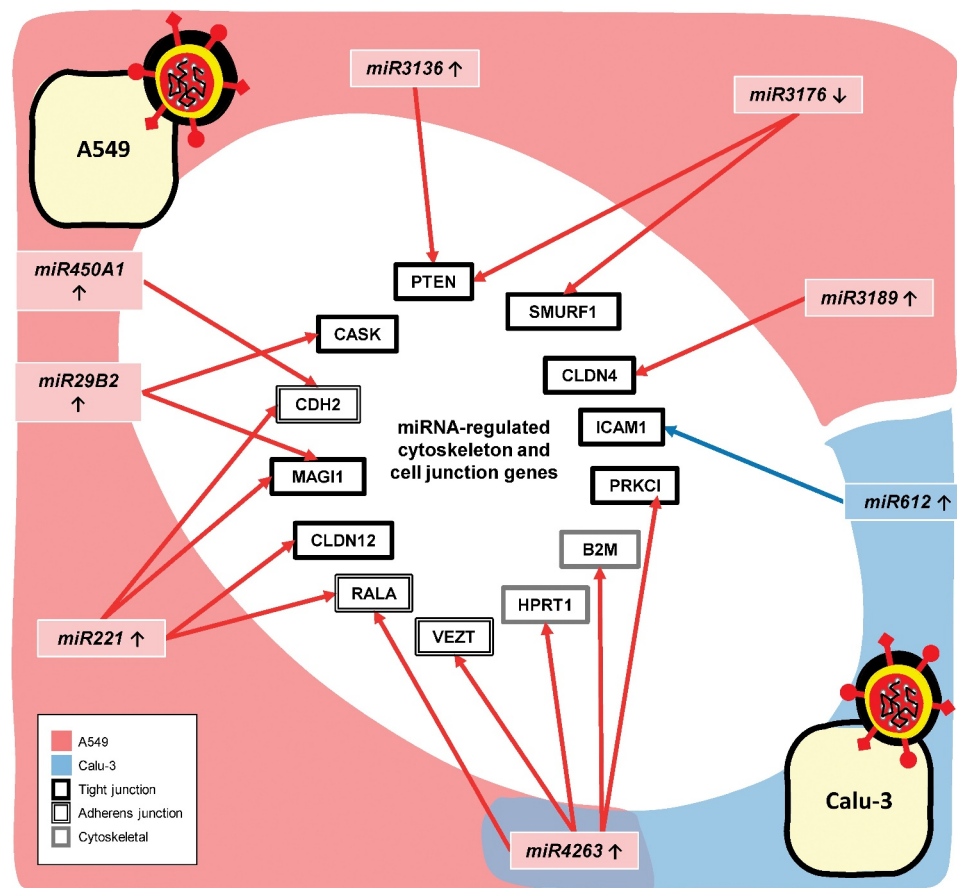 miR3136 ↑
miR3176 ↓
A549
miR450A1
↑
PTEN
miR3189 ↑
SMURF1
CASK
miR29B2
↑
CLDN4
CDH2
ICAM1
miRNA-regulated
cytoskeleton and
cell junction genes
MAGI1
PRKCI
miR612 ↑
CLDN12
B2M
RALA
HPRT1
miR221 ↑
VEZT
A549
Calu-3
Tight junction
Adherens junction
Cytoskeletal
Calu-3
miR4263 ↑